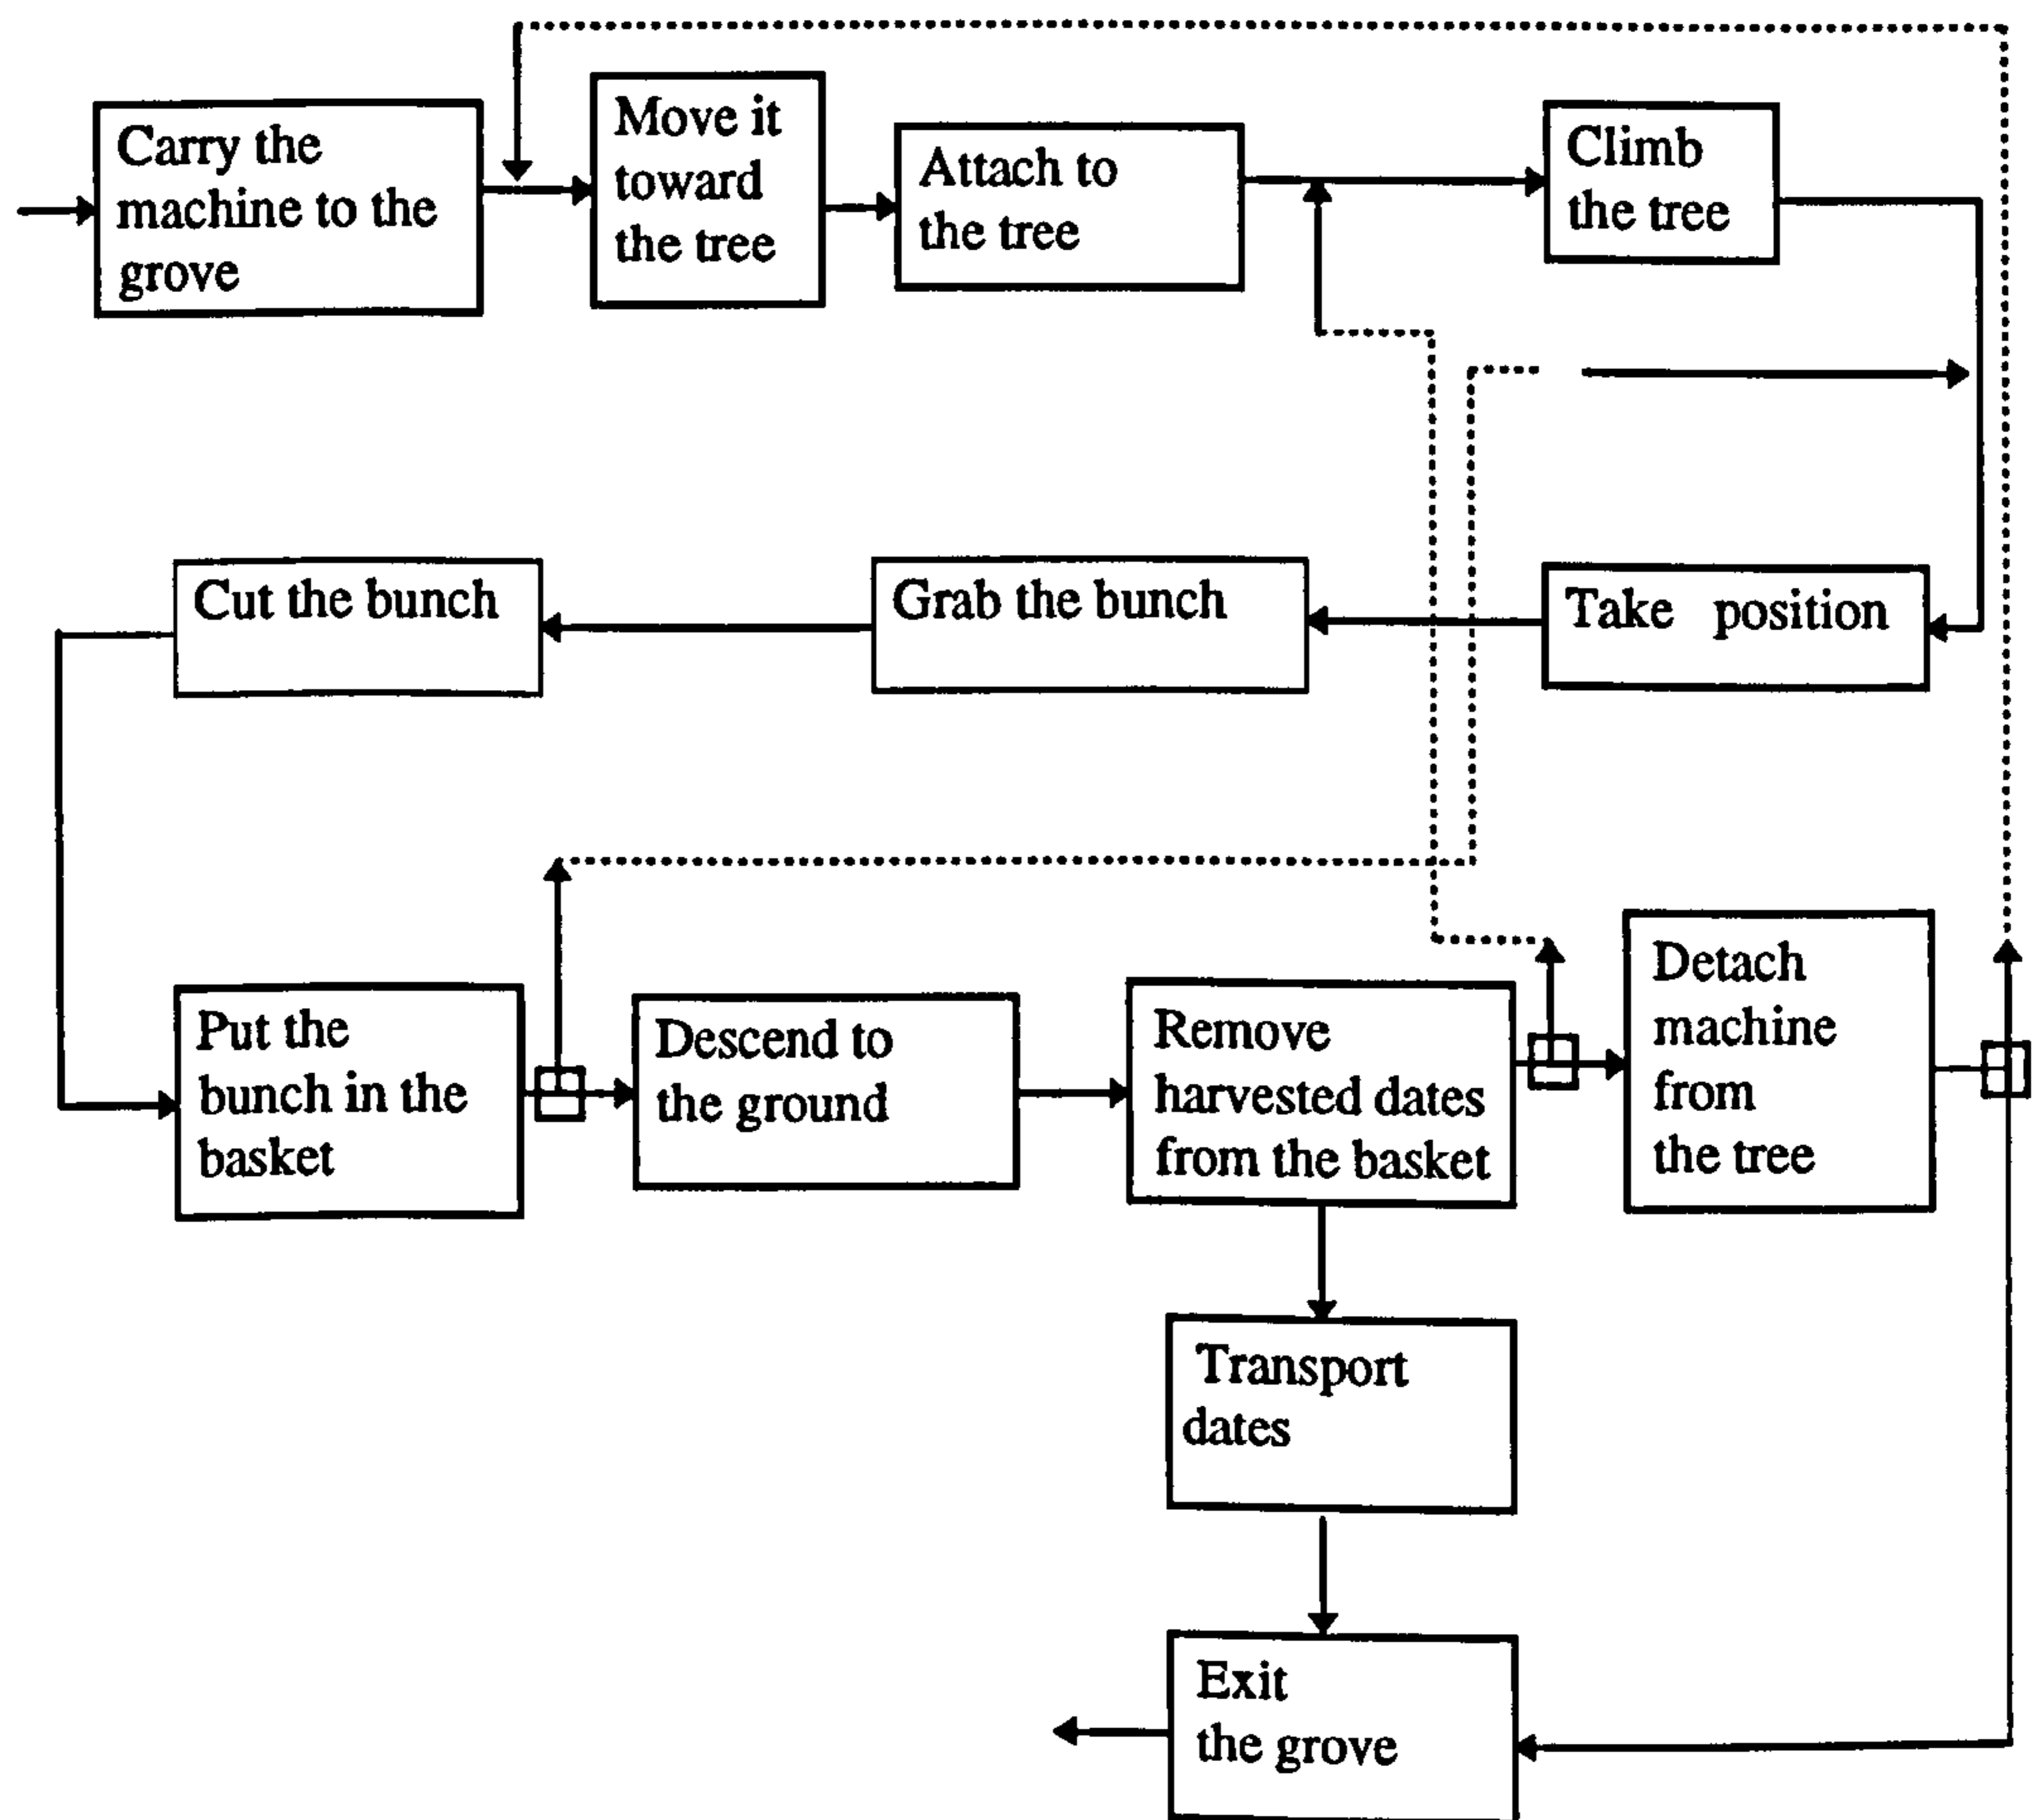 Carry the
machine to the
grove
Move it
toward
the tree
Attach to
the tree
Climb
the tree
Take position
Grab the bunch
Cut the bunch
Put the
bunch in the
basket
Descend to
the ground
Remove
harvested dates
from the basket
Detach
machine
from
the tree
Transport
dates
Exit
the grove